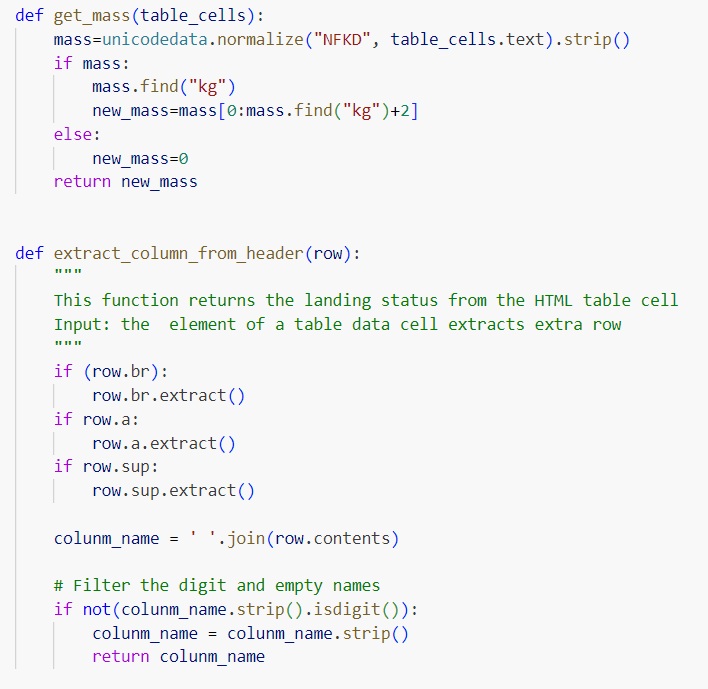 def get_mass(table_cells):
    mass=unicodedata.normalize("NFKD", table_cells.text).strip()
    if mass:
        mass.find("kg")
        new_mass=mass[0:mass.find("kg")+2]
    else:
        new_mass=0
    return new_mass


def extract_column_from_header(row):
    """
    This function returns the landing status from the HTML table cell
    Input: the  element of a table data cell extracts extra row
    """
    if (row.br):
        row.br.extract()
    if row.a:
        row.a.extract()
    if row.sup:
        row.sup.extract()

    colunm_name = ' '.join(row.contents)

    # Filter the digit and empty names
    if not(colunm_name.strip().isdigit()):
        colunm_name = colunm_name.strip()
        return colunm_name